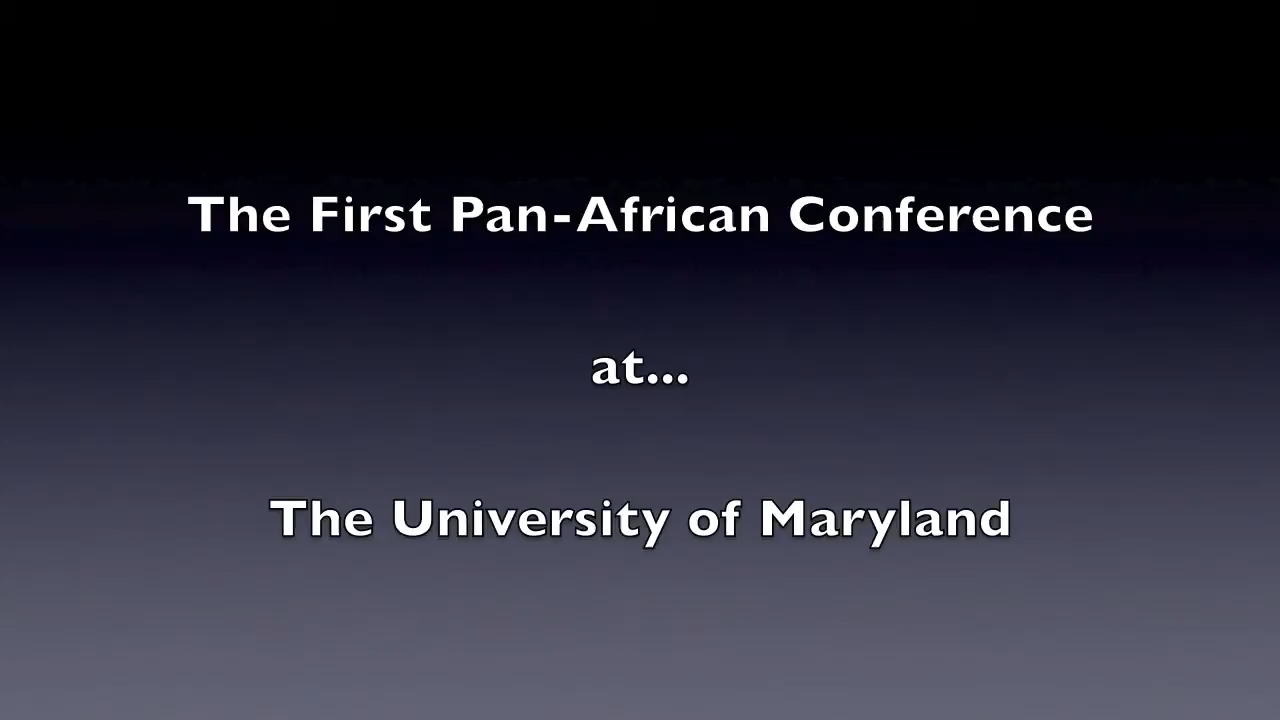 The First Pan-African Conference
at...
The University of Maryland